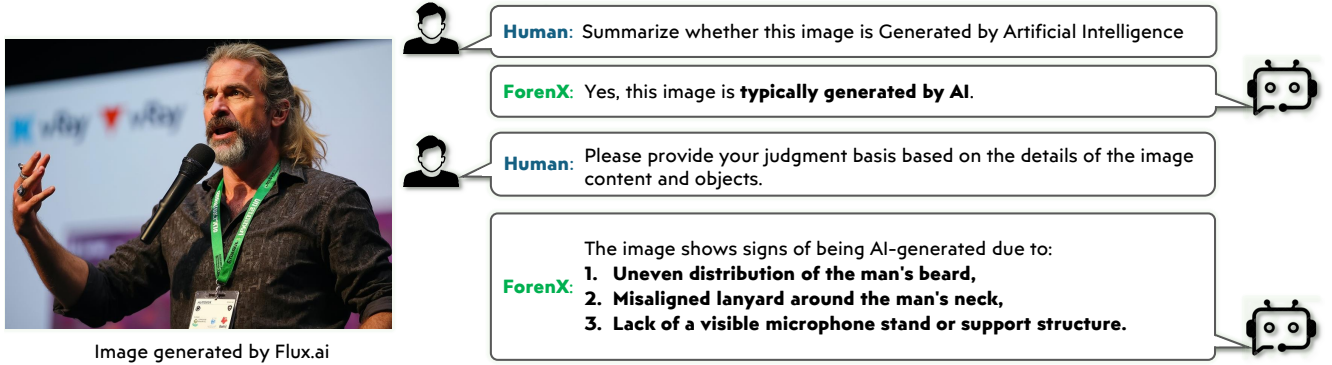 Human: Summarize whether this image is Generated by Artificial Intelligence
ForenX: Yes, this image is typically generated by AI.
Human: Please provide your judgment basis based on the details of the image
content and objects.
The image shows signs of being AI-generated due to:
1. Uneven distribution of the man's beard,
ForenX: 2. Misaligned lanyard around the man's neck,
3. Lack of a visible microphone stand or support structure.
vRay vRay
Image generated by Flux.ai